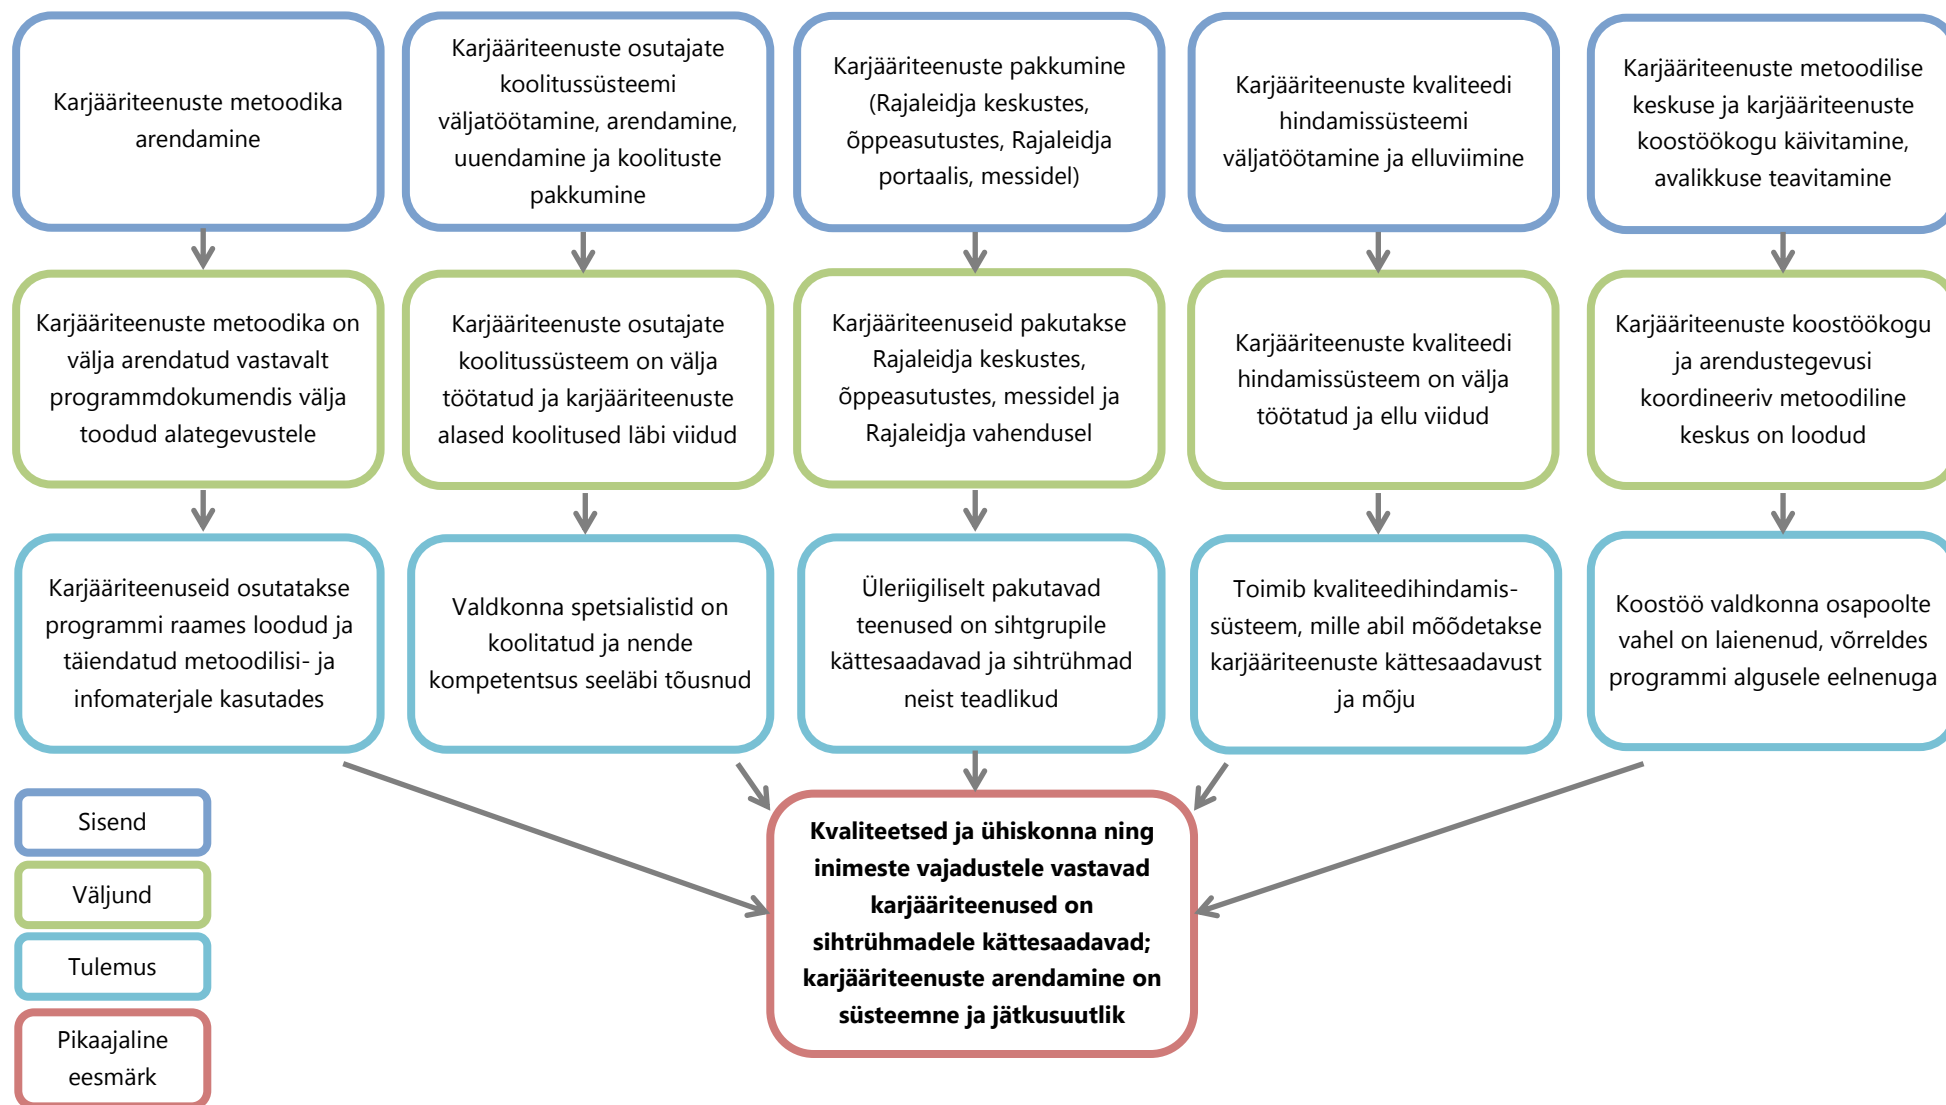 Karjääriteenuste metoodika
arendamine
Karjääriteenuste osutajate
koolitussüsteemi
väljatöötamine, arendamine,
uuendamine ja koolituste
pakkumine
Karjääriteenuste pakkumine
(Rajaleidja keskustes,
õppeasutustes, Rajaleidja
portaalis, messidel)
Karjääriteenuste kvaliteedi
hindamissüsteemi
väljatöötamine ja elluviimine
Karjääriteenuste metoodilise
keskuse ja karjääriteenuste
koostöökogu käivitamine,
avalikkuse teavitamine
Karjääriteenuste metoodika on
välja arendatud vastavalt
programmdokumendis välja
toodud alategevustele
Karjääriteenuste osutajate
koolitussüsteem on välja
töötatud ja karjääriteenuste
alased koolitused läbi viidud
Karjääriteenuseid pakutakse
Rajaleidja keskustes,
õppeasutustes, messidel ja
Rajaleidja vahendusel
Karjääriteenuste kvaliteedi
hindamissüsteem on välja
töötatud ja ellu viidud
Karjääriteenuste koostöökogu
ja arendustegevusi
koordineeriv metoodiline
keskus on loodud
Karjääriteenuseid osutatakse
programmi raames loodud ja
täiendatud metoodilisi- ja
infomaterjale kasutades
Valdkonna spetsialistid on
koolitatud ja nende
kompetentsus seeläbi tõusnud
Üleriigiliselt pakutavad
teenused on sihtgrupile
kättesaadavad ja sihtrühmad
neist teadlikud
Toimib kvaliteedihindamis-
süsteem, mille abil mõõdetakse
karjääriteenuste kättesaadavust
ja mõju
Koostöö valdkonna osapoolte
vahel on laienenud, võrreldes
programmi algusele eelnenuga
Kvaliteetsed ja ühiskonna ning
inimeste vajadustele vastavad
karjääriteenused on
sihtrühmadele kättesaadavad;
karjääriteenuste arendamine on
süsteemne ja jätkusuutlik
Sisend
Väljund
Tulemus
Pikaajaline
eesmärk